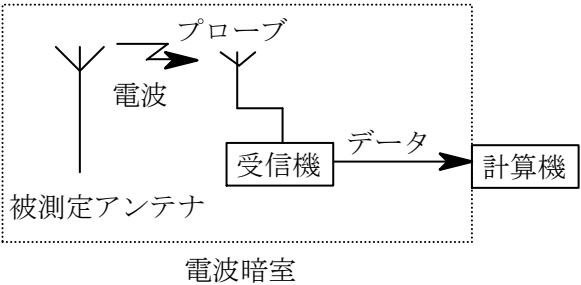 プローブ
電波
データ
受信機
計算機
被測定アンテナ
電波暗室